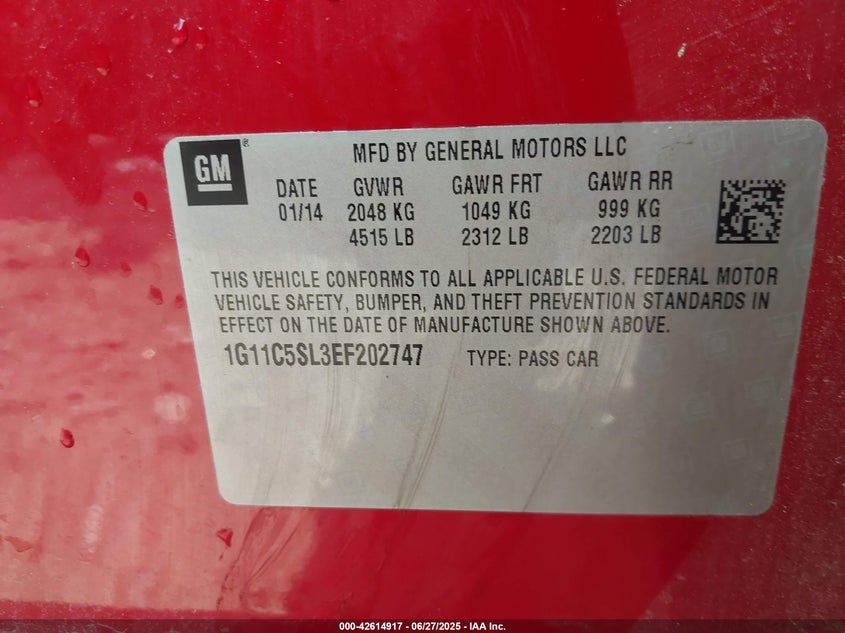 GM
MFD BY GENERAL MOTORS LLC
DATE GVWR GAWR FRT GAWR RR
01/14 2048 KG 1049 KG 999 KG
4515 LB 2312 LB 2203 LB
THIS VEHICLE CONFORMS TO ALL APPLICABLE U.S. FEDERAL MOTOR
VEHICLE SAFETY, BUMPER, AND THEFT PREVENTION STANDARDS IN
EFFECT ON THE DATE OF MANUFACTURE SHOWN ABOVE.
1G11C5SL3EF202747 TYPE: PASS CAR
000-42614917 - 06/27/2025 - IAA Inc.